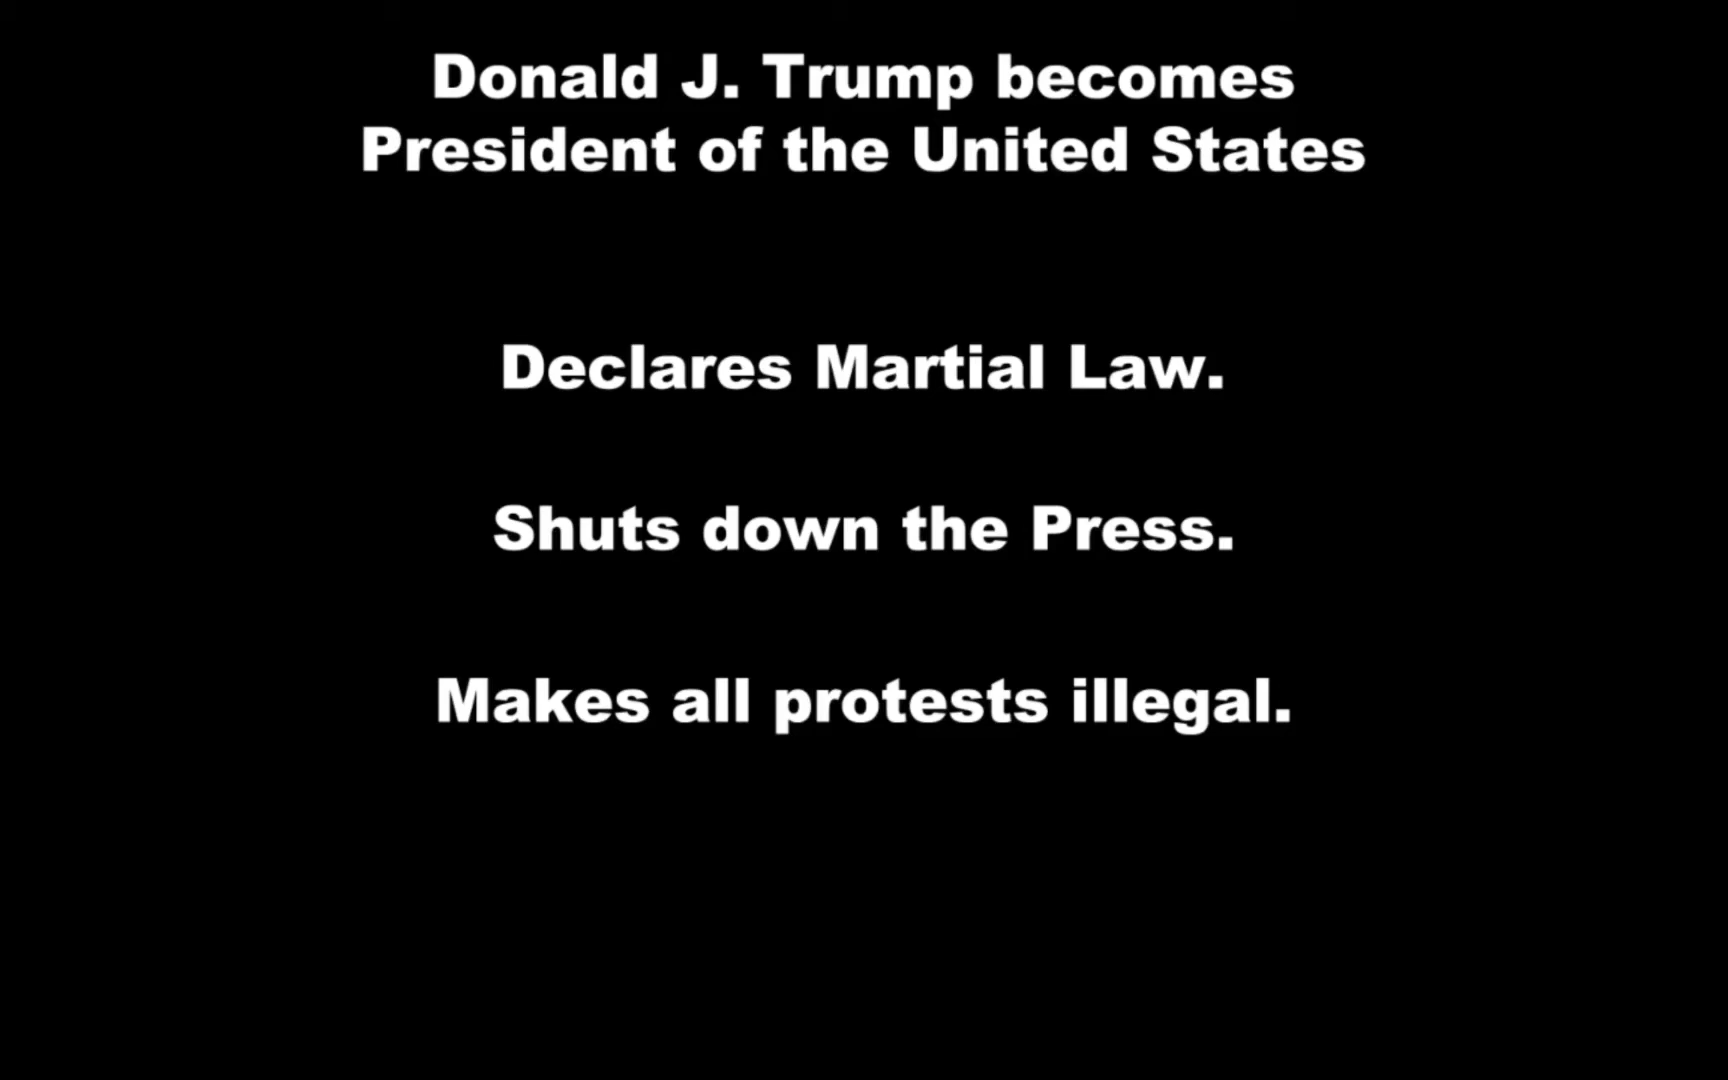 Donald J. Trump becomes
President of the United States
Declares Martial Law.
Shuts down the Press.
Makes all protests illegal.